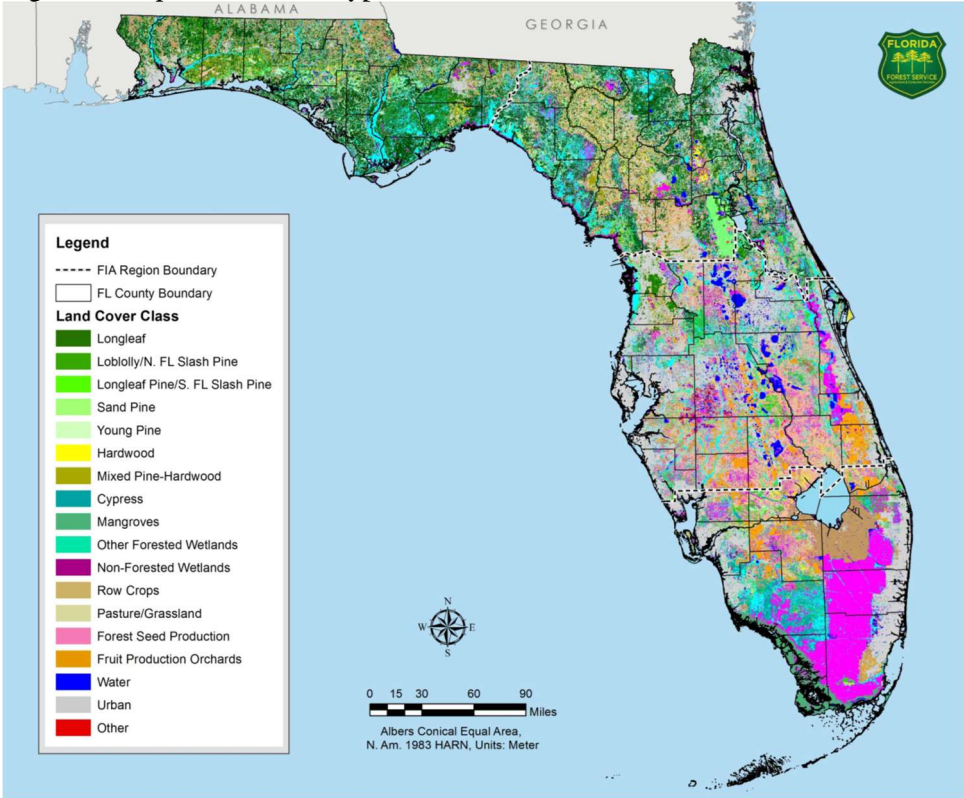 ALABAMA
GEORGIA
FLORIDA
FOREST SERVICE
Legend
FIA Region Boundary
FL County Boundary
Land Cover Class
Longleaf
Loblolly/N. FL Slash Pine
Longleaf Pine/S. FL Slash Pine
Sand Pine
Young Pine
Hardwood
Mixed Pine-Hardwood
Cypress
Mangroves
Other Forested Wetlands
Non-Forested Wetlands
Row Crops
Pasture/Grassland
Forest Seed Production
Fruit Production Orchards
Water
Urban
Other
N
W E
S
0 15 30 60 90
Miles
Albers Conical Equal Area,
N. Am. 1983 HARN, Units: Meter